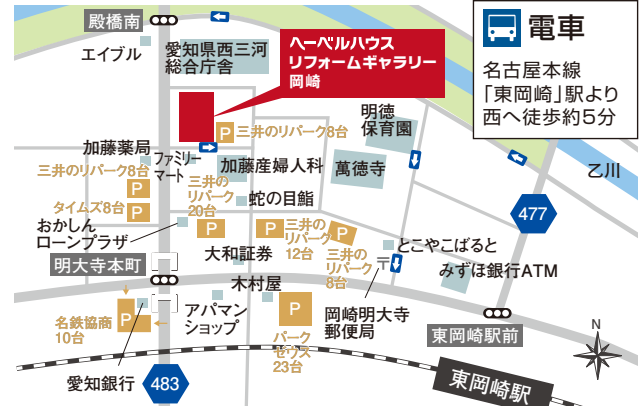 殿橋南
エイブル
愛知県西三河
総合庁舎
ヘーベルハウス
リフォームギャラリー
岡崎
電車
名古屋本線
「東岡崎」駅より
西へ徒歩約5分
P
三井のリパーク8台
明徳
保育園
加藤薬局
三井のリパーク8台
P
ファミリー
マート
加藤産婦人科
萬徳寺
乙川
タイムズ8台
P
三井の
リパーク
20台
P
蛇の目鮨
477
おかしん
ローンプラザ
P
三井の
リパーク
12台
P
三井の
リパーク
8台
とこやこばると
大和証券
明大寺本町
木村屋
〒
岡崎明大寺
郵便局
みずほ銀行ATM
P
名鉄協商
10台
アパマン
ショップ
P
パーク
ゼウス
23台
東岡崎駅前
N
愛知銀行
483
東岡崎駅